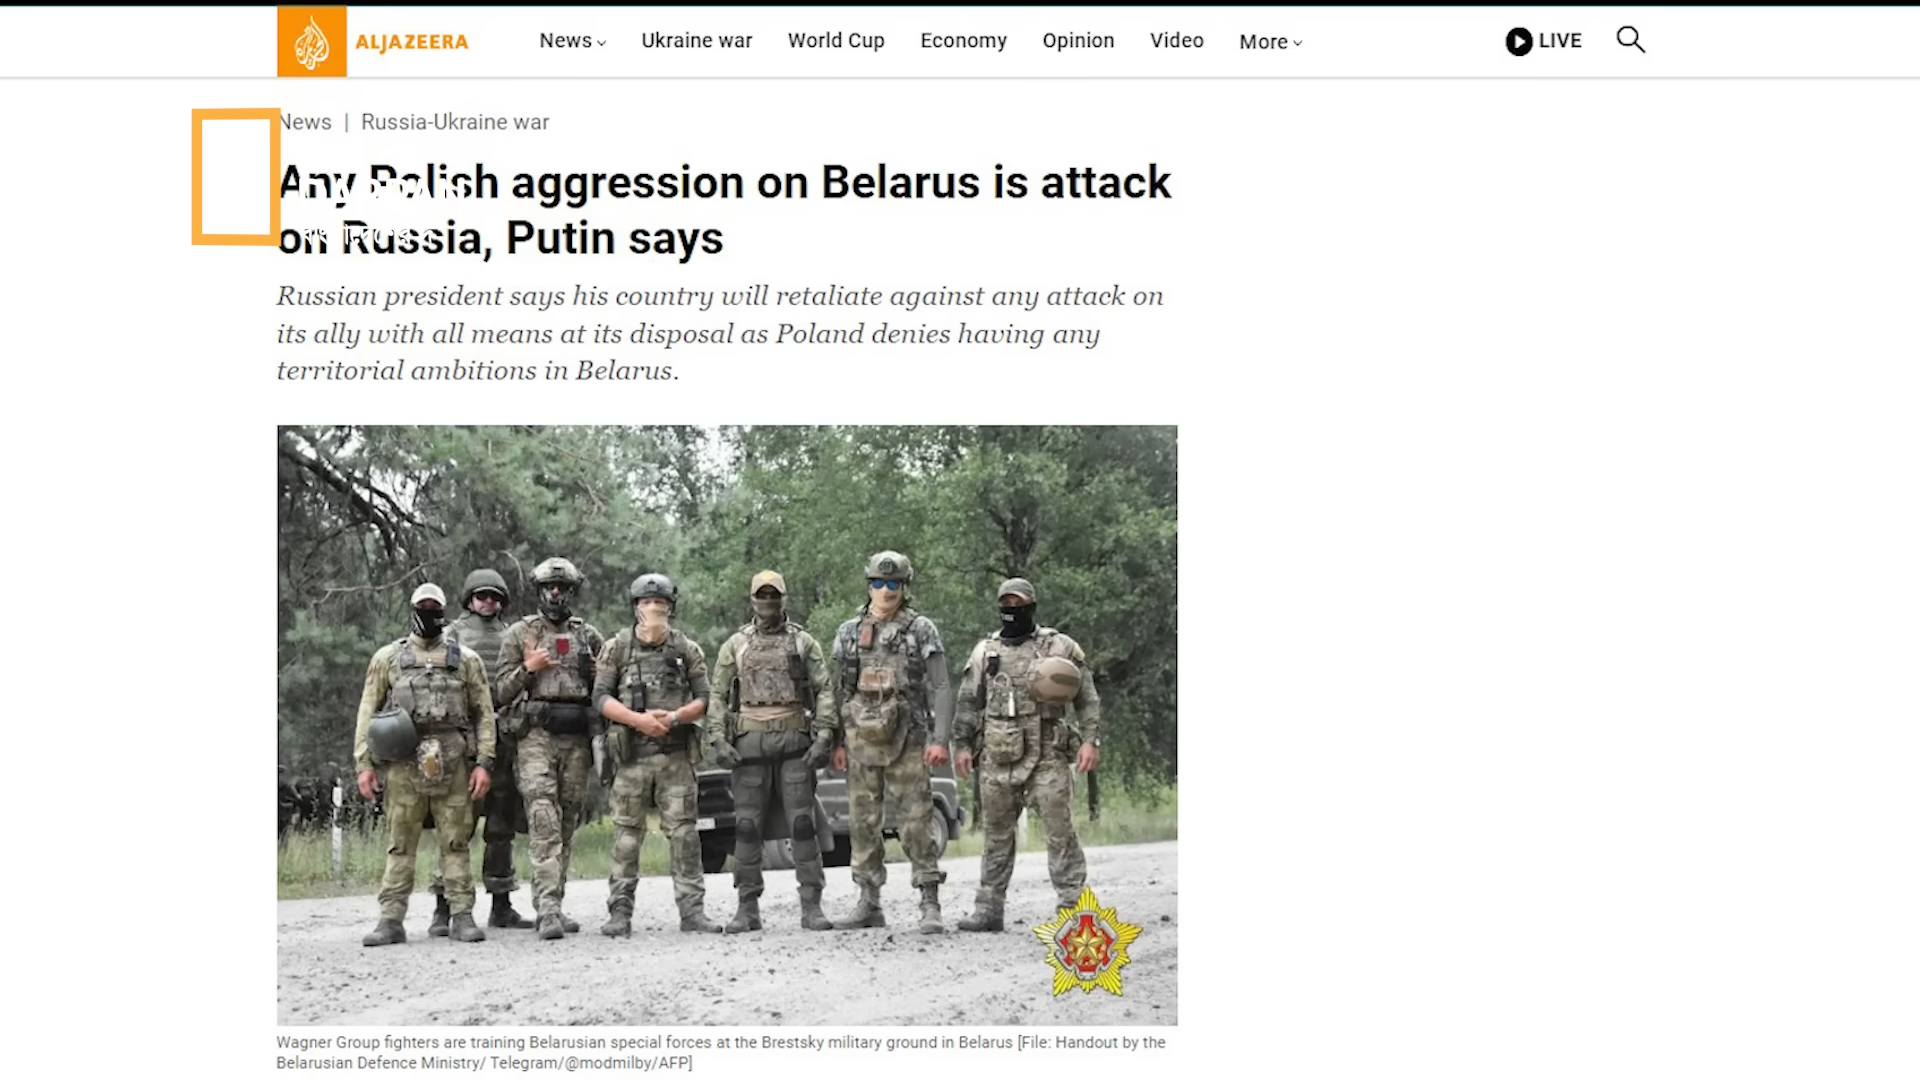 ALJAZEERA
News
Ukraine war
World Cup
Economy
Opinion
Video
More
LIVE
News | Russia-Ukraine war
Any Polish aggression on Belarus is attack
on Russia, Putin says
Russian president says his country will retaliate against any attack on
its ally with all means at its disposal as Poland denies having any
territorial ambitions in Belarus.
Wagner Group fighters are training Belarusian special forces at the Brestsky military ground in Belarus [File: Handout by the
Belarusian Defence Ministry/ Telegram/@modmilby/AFP]